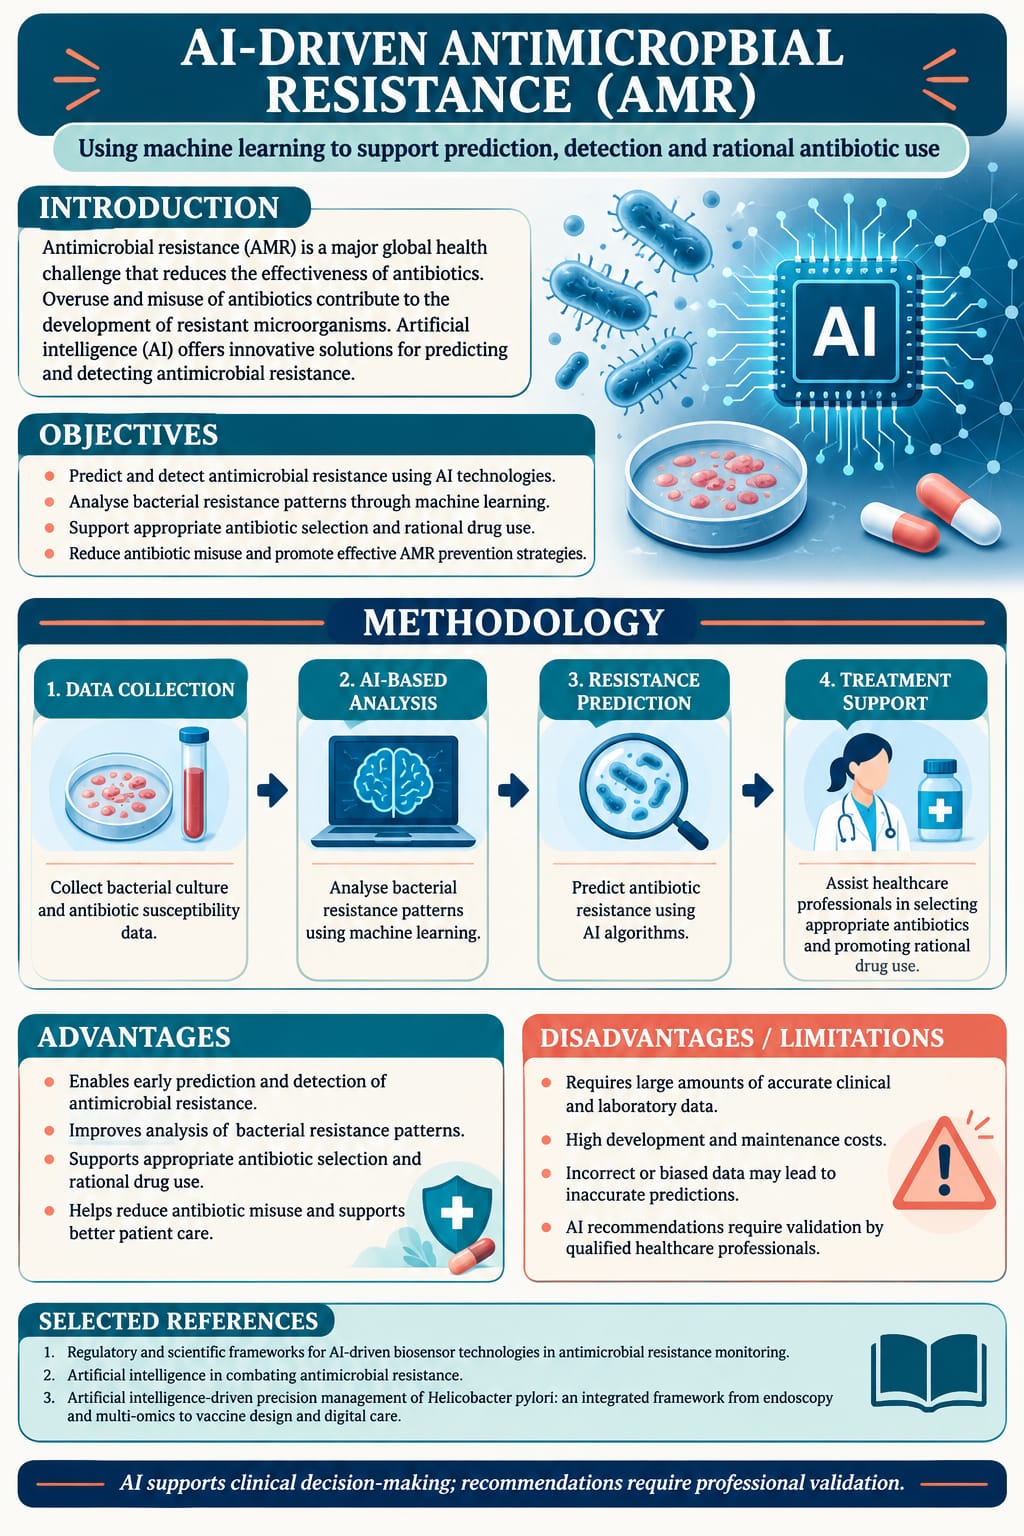 AI-DRIVEN ANTIMICROPBIAL
RESISTANCE (AMR)
Using machine learning to support prediction, detection and rational antibiotic use
INTRODUCTION
Antimicrobial resistance (AMR) is a major global health
challenge that reduces the effectiveness of antibiotics.
Overuse and misuse of antibiotics contribute to the
development of resistant microorganisms. Artificial
intelligence (AI) offers innovative solutions for predicting
and detecting antimicrobial resistance.
AI
OBJECTIVES
Predict and detect antimicrobial resistance using AI technologies.
Analyse bacterial resistance patterns through machine learning.
Support appropriate antibiotic selection and rational drug use.
Reduce antibiotic misuse and promote effective AMR prevention strategies.
METHODOLOGY
1. DATA COLLECTION
Collect bacterial culture
and antibiotic susceptibility
data.
2. AI-BASED
ANALYSIS
Analyse bacterial
resistance patterns
using machine learning.
3. RESISTANCE
PREDICTION
Predict antibiotic
resistance using
AI algorithms.
4. TREATMENT
SUPPORT
Assist healthcare
professionals in selecting
appropriate antibiotics
and promoting rational
drug use.
ADVANTAGES
Enables early prediction and detection of
antimicrobial resistance.
Improves analysis of bacterial resistance patterns.
Supports appropriate antibiotic selection and
rational drug use.
Helps reduce antibiotic misuse and supports
better patient care.
DISADVANTAGES / LIMITATIONS
Requires large amounts of accurate clinical
and laboratory data.
High development and maintenance costs.
Incorrect or biased data may lead to
inaccurate predictions.
AI recommendations require validation by
qualified healthcare professionals.
SELECTED REFERENCES
1. Regulatory and scientific frameworks for AI-driven biosensor technologies in antimicrobial resistance monitoring.
2. Artificial intelligence in combating antimicrobial resistance.
3. Artificial intelligence-driven precision management of Helicobacter pylori: an integrated framework from endoscopy
and multi-omics to vaccine design and digital care.
AI supports clinical decision-making; recommendations require professional validation.